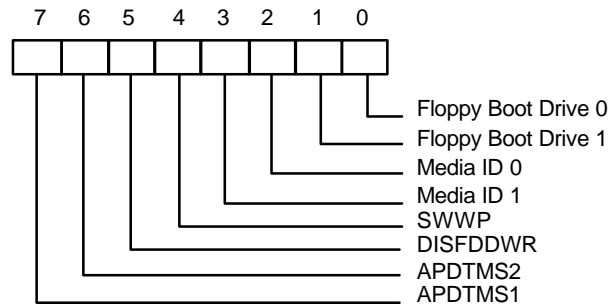 7 6 5 4 3 2 1 0
Floppy Boot Drive 0
Floppy Boot Drive 1
Media ID 0
Media ID 1
SWWP
DISFDDWR
APDTMS2
APDTMS1